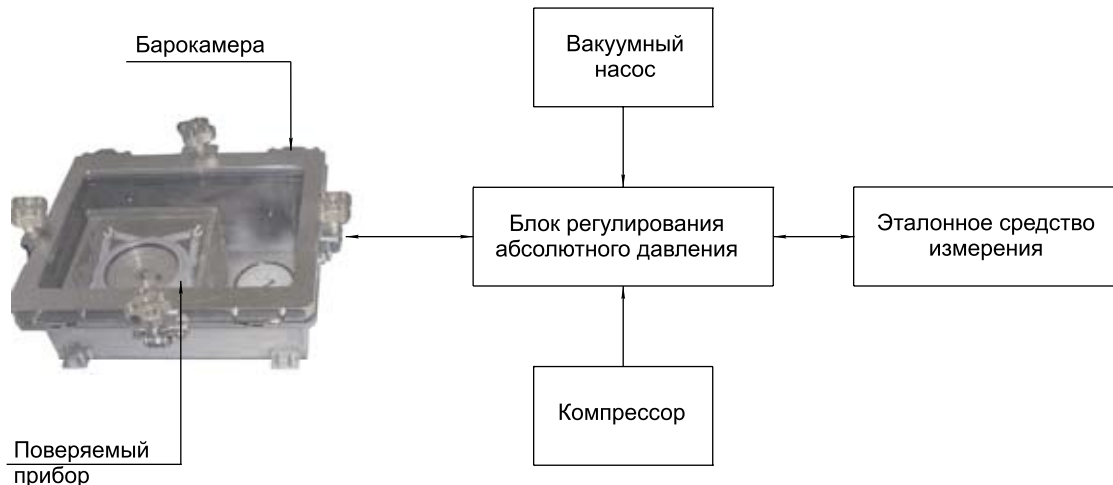 Барокамера
Вакуумный
насос
Блок регулирования
абсолютного давления
Эталонное средство
измерения
Компрессор
Поверяемый
прибор